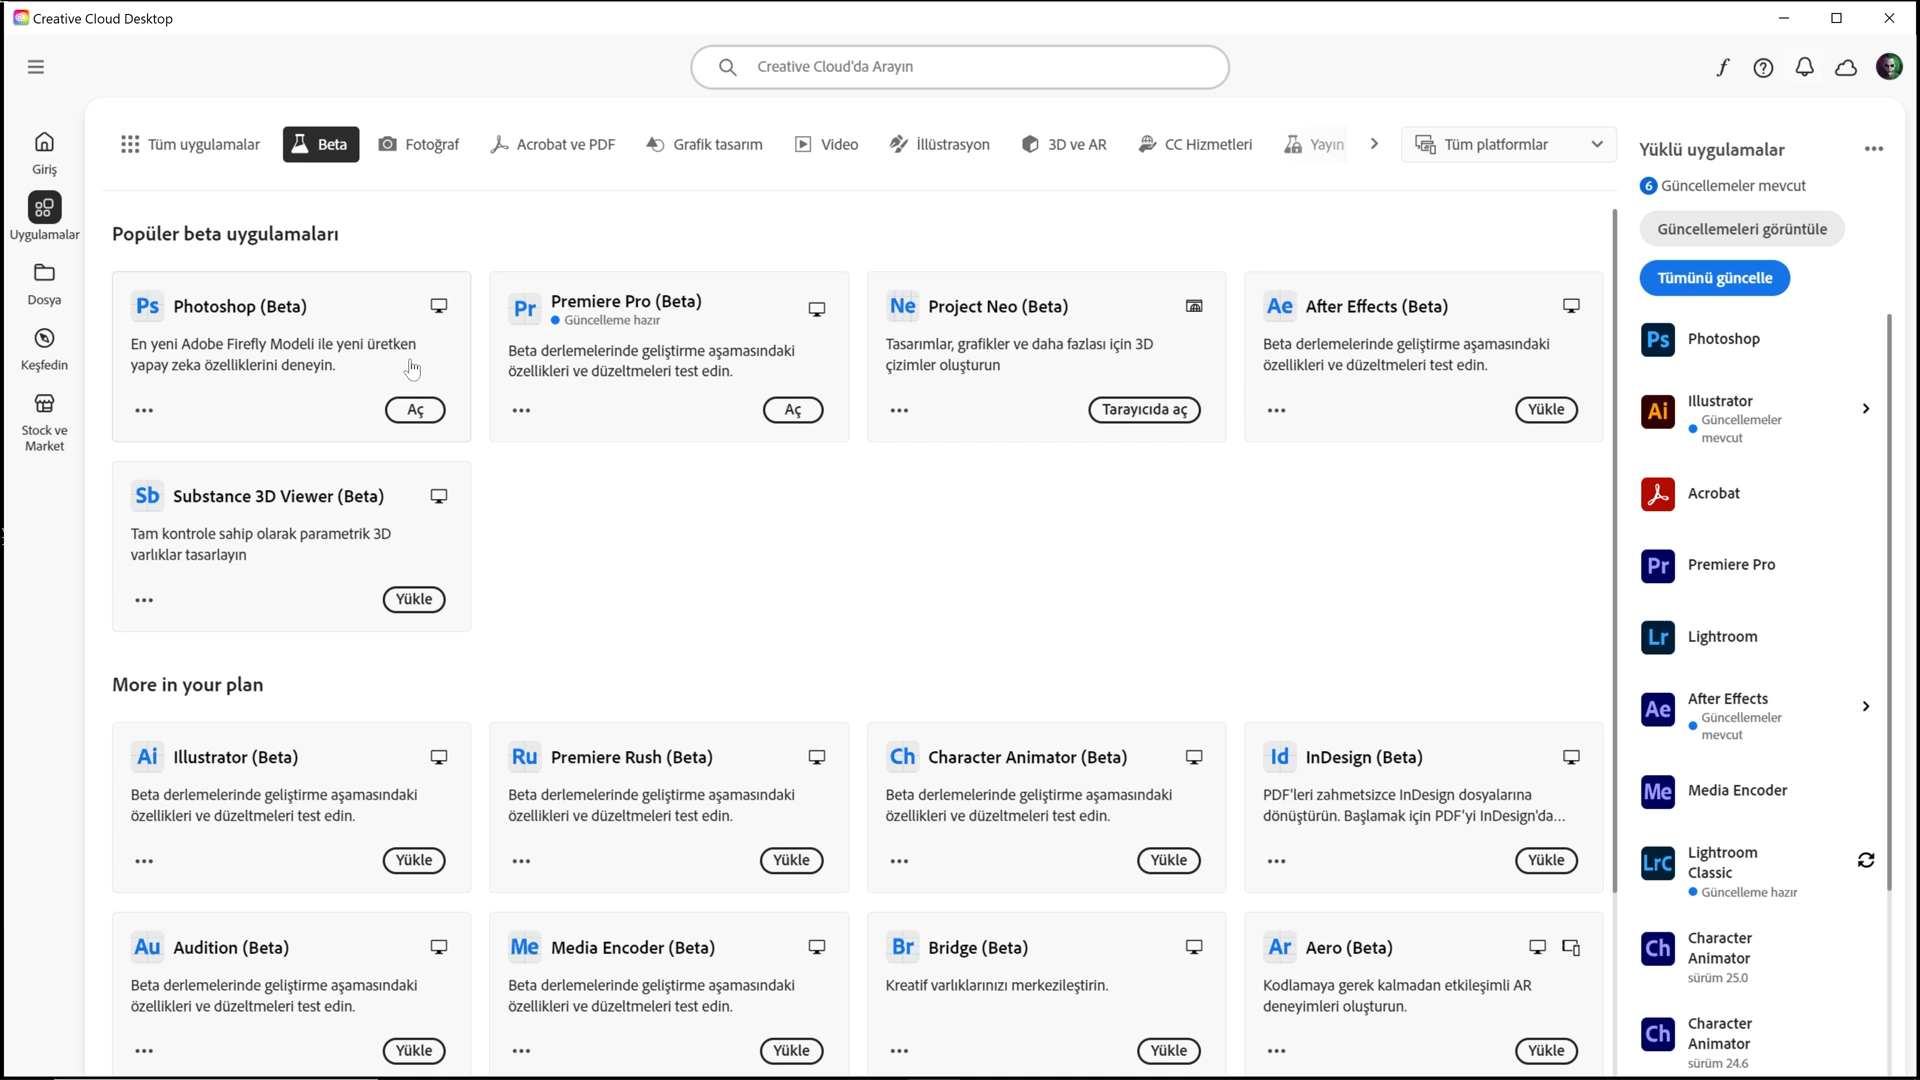 Creative Cloud Desktop
Creative Cloud'da Arayın
Giriş
Uygulamalar
Dosya
Keşfedin
Stock ve
Market
Tüm uygulamalar
Beta
Fotoğraf
Acrobat ve PDF
Grafik tasarım
Video
İllüstrasyon
3D ve AR
CC Hizmetleri
Yayın
Tüm platformlar
Popüler beta uygulamaları
Ps Photoshop (Beta)
En yeni Adobe Firefly Modeli ile yeni üretken
yapay zeka özelliklerini deneyin.
Aç
Pr Premiere Pro (Beta)
Güncelleme hazır
Beta derlemelerinde geliştirme aşamasındaki
özellikleri ve düzeltmeleri test edin.
Aç
Ne Project Neo (Beta)
Tasarımlar, grafikler ve daha fazlası için 3D
çizimler oluşturun
Tarayıcıda aç
Ae After Effects (Beta)
Beta derlemelerinde geliştirme aşamasındaki
özellikleri ve düzeltmeleri test edin.
Yükle
Sb Substance 3D Viewer (Beta)
Tam kontrole sahip olarak parametrik 3D
varlıklar tasarlayın
Yükle
More in your plan
Ai Illustrator (Beta)
Beta derlemelerinde geliştirme aşamasındaki
özellikleri ve düzeltmeleri test edin.
Yükle
Ru Premiere Rush (Beta)
Beta derlemelerinde geliştirme aşamasındaki
özellikleri ve düzeltmeleri test edin.
Yükle
Ch Character Animator (Beta)
Beta derlemelerinde geliştirme aşamasındaki
özellikleri ve düzeltmeleri test edin.
Yükle
Id InDesign (Beta)
PDF'leri zahmetsizce InDesign dosyalarına
dönüştürün. Başlamak için PDF'yi InDesign'da...
Yükle
Au Audition (Beta)
Beta derlemelerinde geliştirme aşamasındaki
özellikleri ve düzeltmeleri test edin.
Yükle
Me Media Encoder (Beta)
Beta derlemelerinde geliştirme aşamasındaki
özellikleri ve düzeltmeleri test edin.
Yükle
Br Bridge (Beta)
Kreatif varlıklarınızı merkezileştirin.
Yükle
Ar Aero (Beta)
Kodlamaya gerek kalmadan etkileşimli AR
deneyimleri oluşturun.
Yükle
Yüklü uygulamalar
6 Güncellemeler mevcut
Güncellemeleri görüntüle
Tümünü güncelle
Ps Photoshop
Ai Illustrator
Güncellemeler
mevcut
Acrobat
Pr Premiere Pro
Lr Lightroom
Ae After Effects
Güncellemeler
mevcut
Me Media Encoder
LrC Lightroom
Classic
Güncelleme hazır
Ch Character
Animator
sürüm 25.0
Ch Character
Animator
sürüm 24.6